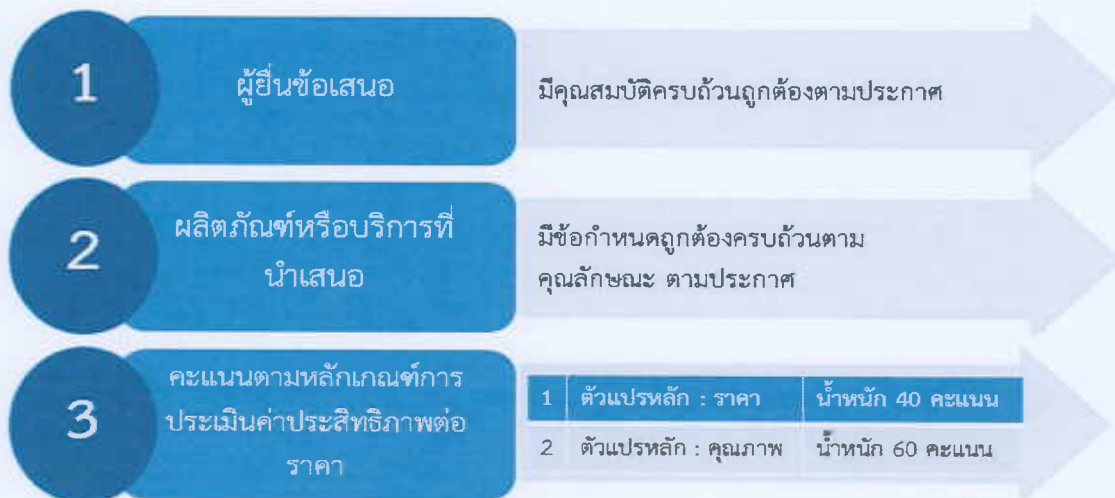 1
ผู้ยื่นข้อเสนอ
มีคุณสมบัติครบถ้วนถูกต้องตามประกาศ
2
ผลิตภัณฑ์หรือบริการที่
นำเสนอ
มีข้อกำหนดถูกต้องครบถ้วนตาม
คุณลักษณะ ตามประกาศ
3
คะแนนตามหลักเกณฑ์การ
ประเมินค่าประสิทธิภาพต่อ
ราคา
1 ตัวแปรหลัก : ราคา น้ำหนัก 40 คะแนน
2 ตัวแปรหลัก : คุณภาพ น้ำหนัก 60 คะแนน